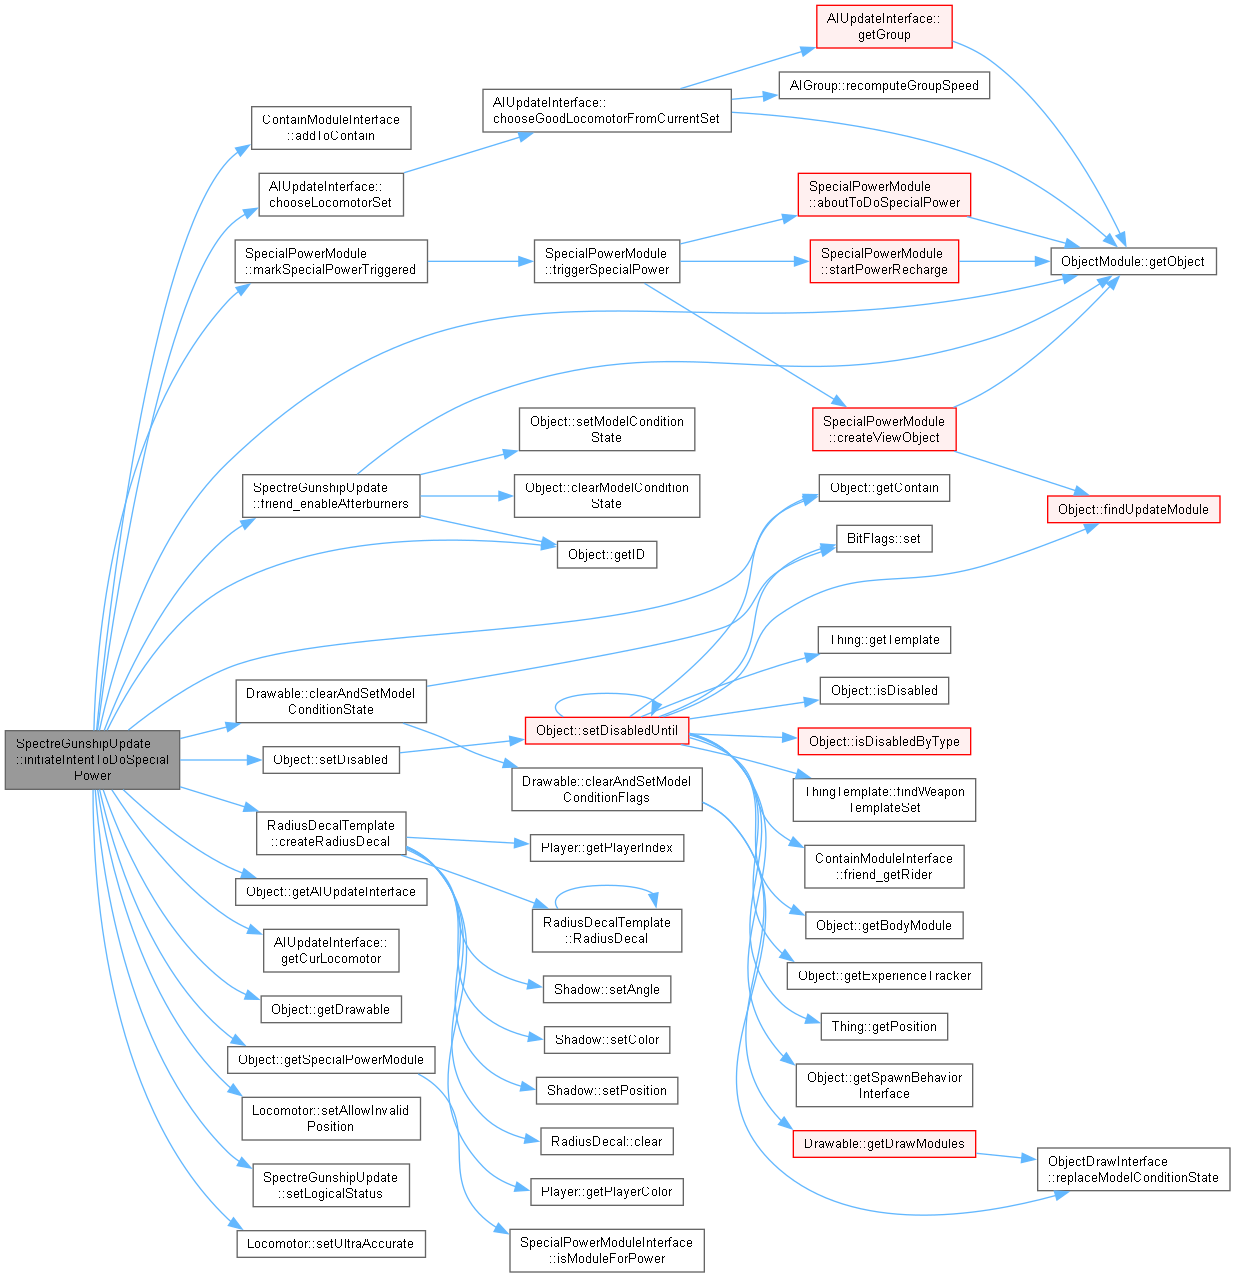 AIUpdateInterface::
getGroup
AIGroup::recomputeGroupSpeed
AIUpdateInterface::
chooseGoodLocomotorFromCurrentSet
ContainModuleInterface
::addToContain
AIUpdateInterface::
chooseLocomotorSet
SpecialPowerModule
::aboutToDoSpecialPower
SpecialPowerModule
::markSpecialPowerTriggered
SpecialPowerModule
::triggerSpecialPower
SpecialPowerModule
::startPowerRecharge
ObjectModule::getObject
Object::setModelCondition
State
SpecialPowerModule
::createViewObject
SpectreGunshipUpdate
::friend_enableAfterburners
Object::clearModelCondition
State
Object::getContain
Object::findUpdateModule
Object::getID
BitFlags::set
Thing::getTemplate
Drawable::clearAndSetModel
ConditionState
Object::isDisabled
SpectreGunshipUpdate
::initiateIntentToDoSpecial
Power
Object::setDisabled
Object::setDisabledUntil
Object::isDisabledByType
Drawable::clearAndSetModel
ConditionFlags
ThingTemplate::findWeapon
TemplateSet
RadiusDecalTemplate
::createRadiusDecal
Player::getPlayerIndex
ContainModuleInterface
::friend_getRider
Object::getAIUpdateInterface
RadiusDecalTemplate
::RadiusDecal
Object::getBodyModule
AIUpdateInterface::
getCurLocomotor
Object::getExperienceTracker
Shadow::setAngle
Object::getDrawable
Thing::getPosition
Shadow::setColor
Object::getSpecialPowerModule
Object::getSpawnBehavior
Interface
Shadow::setPosition
Locomotor::setAllowInvalid
Position
RadiusDecal::clear
Drawable::getDrawModules
ObjectDrawInterface
::replaceModelConditionState
SpectreGunshipUpdate
::setLogicalStatus
Player::getPlayerColor
Locomotor::setUltraAccurate
SpecialPowerModuleInterface
::isModuleForPower